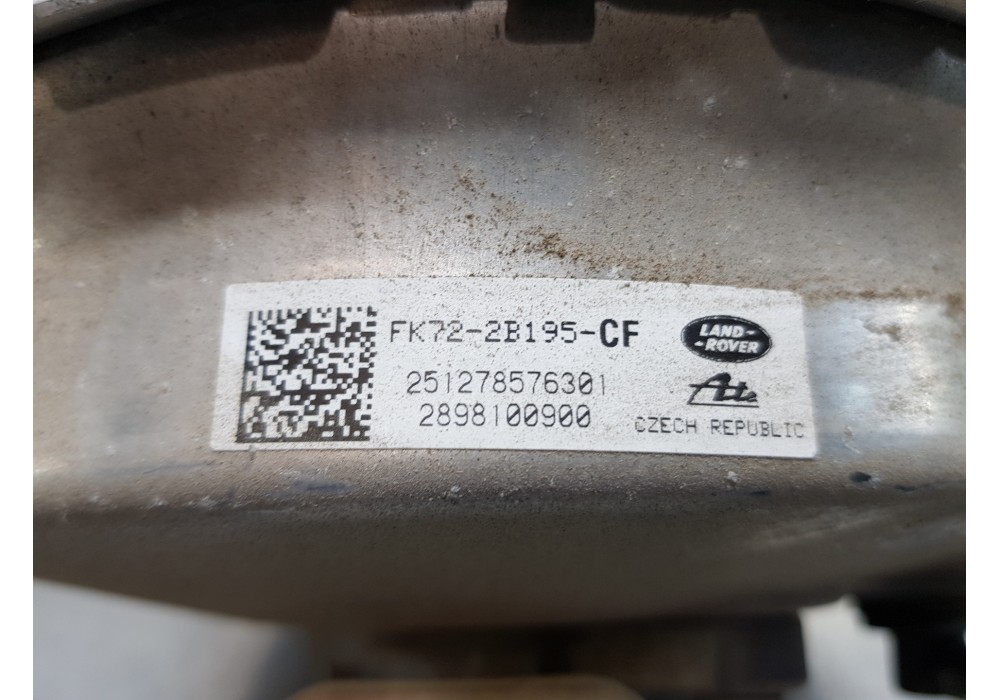 FK72-2B195-CF
LAND-
-ROVER
251278576301
Ate
2898100900
CZECH REPUBLIC